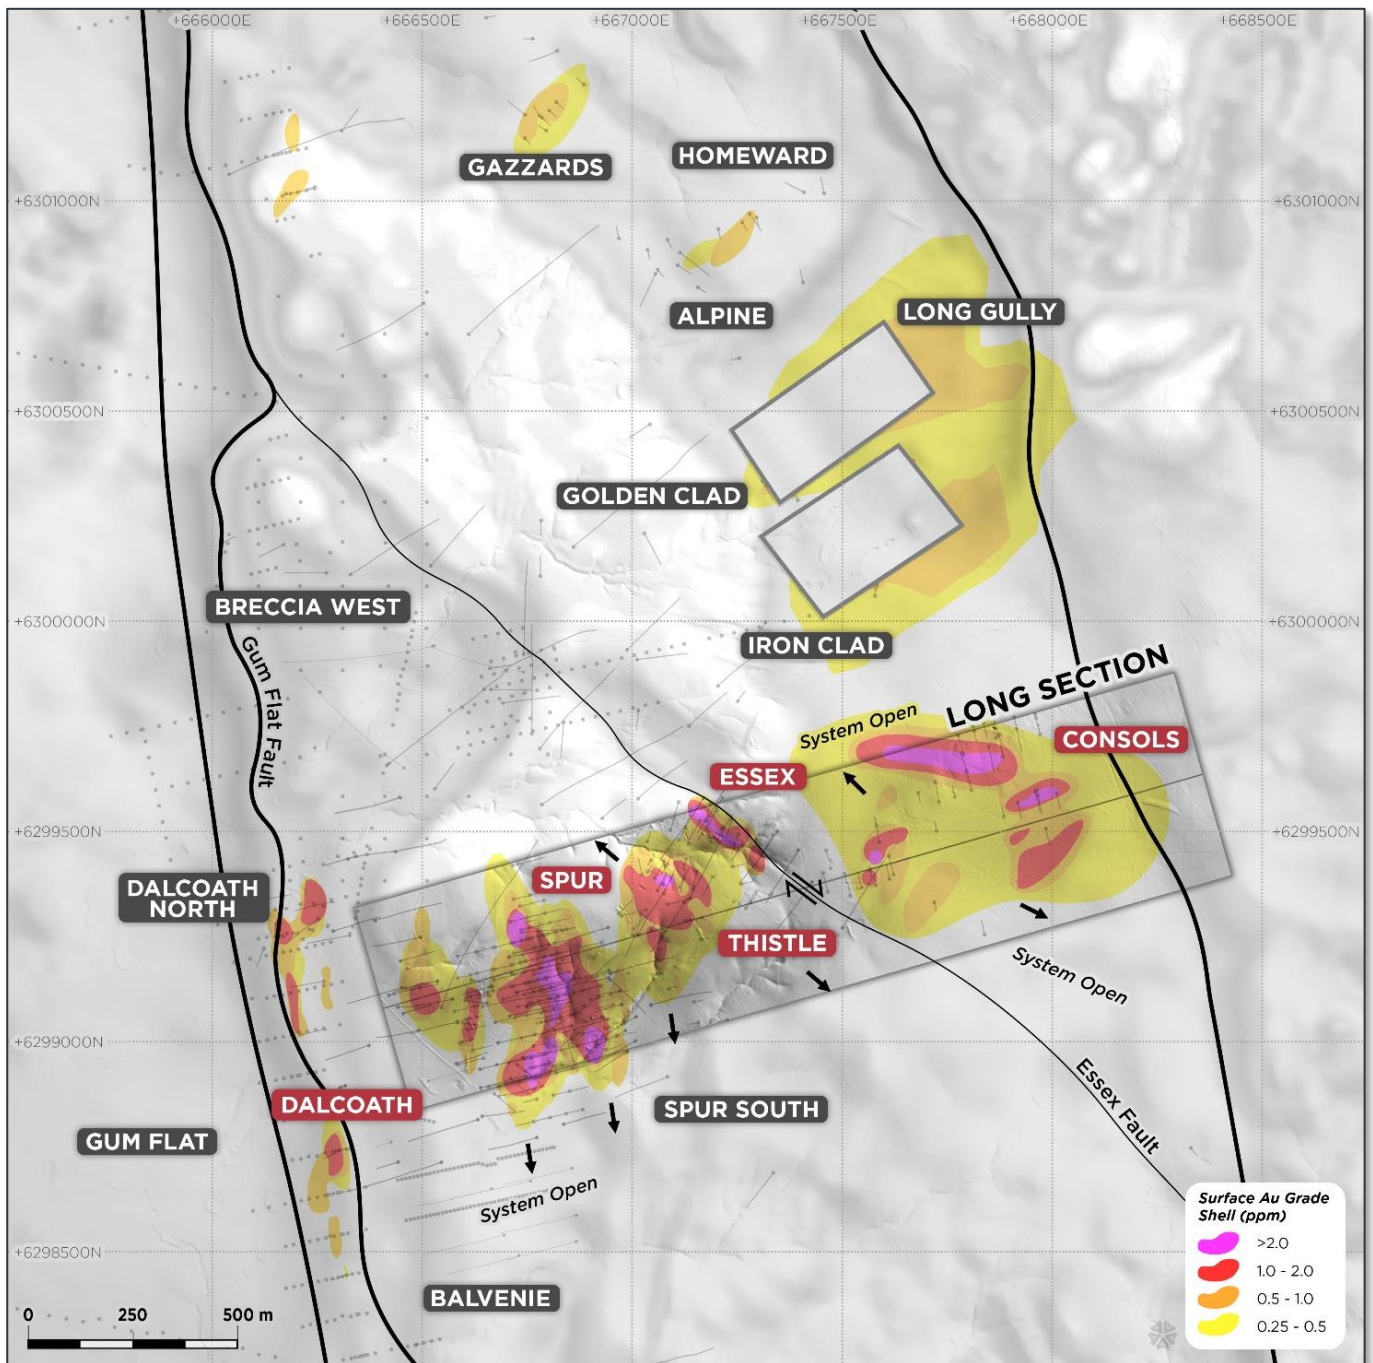 +666000E
+666500E
+667000E
+667500E
+668000E
+668500E
GAZZARDS
HOMEWARD
+6301000N
+6301000N
ALPINE
LONG GULLY
+6300500N
+6300500N
GOLDEN CLAD
BRECCIA WEST
+6300000N
+6300000N
IRON CLAD
Gum Flat Fault
LONG SECTION
System Open
CONSOLS
ESSEX
+6299500N
+6299500N
SPUR
DALCOATH
NORTH
THISTLE
System Open
+6299000N
+6299000N
Essex Fault
DALCOATH
SPUR SOUTH
GUM FLAT
System Open
+6298500N
BALVENIE
0 250 500 m
Surface Au Grade
Shell (ppm)
>2.0
1.0 - 2.0
0.5 - 1.0
0.25 - 0.5